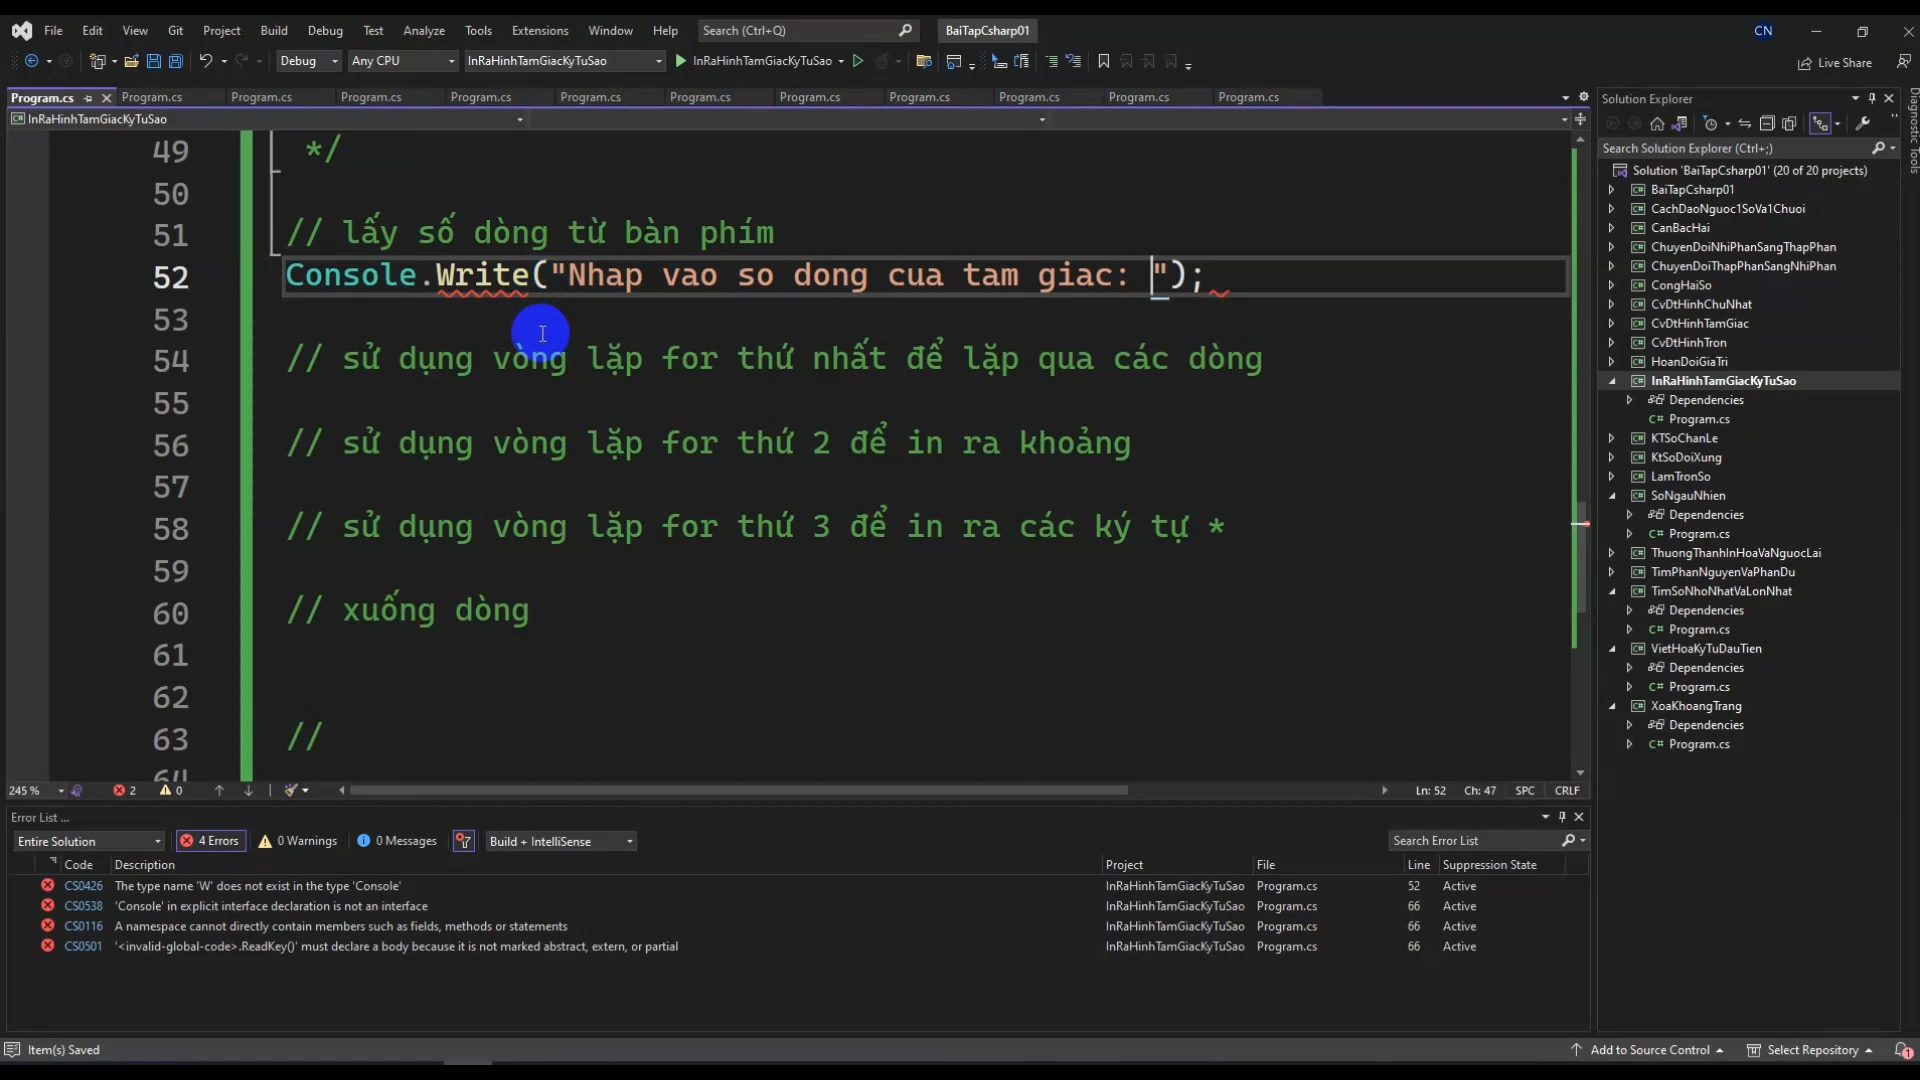 File Edit View Git Project Build Debug Test Analyze Tools Extensions Window Help Search (Ctrl+Q) BaiTapCsharp01 CN
Debug Any CPU InRaHinhTamGiacKyTuSao InRaHinhTamGiacKyTuSao Live Share
Program.cs Program.cs Program.cs Program.cs Program.cs Program.cs Program.cs Program.cs Program.cs Program.cs Program.cs Program.cs
InRaHinhTamGiacKyTuSao
49 */
50
51 // lấy số dòng từ bàn phím
52 Console.Write("Nhap vao so dong cua tam giac: ");
53
54 // sử dụng vòng lặp for thứ nhất để lặp qua các dòng
55
56 // sử dụng vòng lặp for thứ 2 để in ra khoảng
57
58 // sử dụng vòng lặp for thứ 3 để in ra các ký tự *
59
60 // xuống dòng
61
62
63 //
64
245 % 2 0 Ln: 52 Ch: 47 SPC CRLF
Error List ...
Entire Solution 4 Errors 0 Warnings 0 Messages Build + IntelliSense Search Error List
Code Description Project File Line Suppression State
CS0426 The type name 'W' does not exist in the type 'Console' InRaHinhTamGiacKyTuSao Program.cs 52 Active
CS0538 'Console' in explicit interface declaration is not an interface InRaHinhTamGiacKyTuSao Program.cs 66 Active
CS0116 A namespace cannot directly contain members such as fields, methods or statements InRaHinhTamGiacKyTuSao Program.cs 66 Active
CS0501 '<invalid-global-code>.ReadKey()' must declare a body because it is not marked abstract, extern, or partial InRaHinhTamGiacKyTuSao Program.cs 66 Active
Solution Explorer
Search Solution Explorer (Ctrl+;)
Solution 'BaiTapCsharp01' (20 of 20 projects)
BaiTapCsharp01
CachDaoNguoc1SoVa1Chuoi
CanBacHai
ChuyenDoiNhiPhanSangThapPhan
ChuyenDoiThapPhanSangNhiPhan
CongHaiSo
CvDtHinhChuNhat
CvDtHinhTamGiac
CvDtHinhTron
HoanDoiGiaTri
InRaHinhTamGiacKyTuSao
Dependencies
C# Program.cs
KTSoChanLe
KtSoDoiXung
LamTronSo
SoNgauNhien
Dependencies
C# Program.cs
ThuongThanhInHoaVaNguocLai
TimPhanNguyenVaPhanDu
TimSoNhoNhatVaLonNhat
Dependencies
C# Program.cs
VietHoaKyTuDauTien
Dependencies
C# Program.cs
XoaKhoangTrang
Dependencies
C# Program.cs
Diagnostic Tools
Item(s) Saved Add to Source Control Select Repository 1